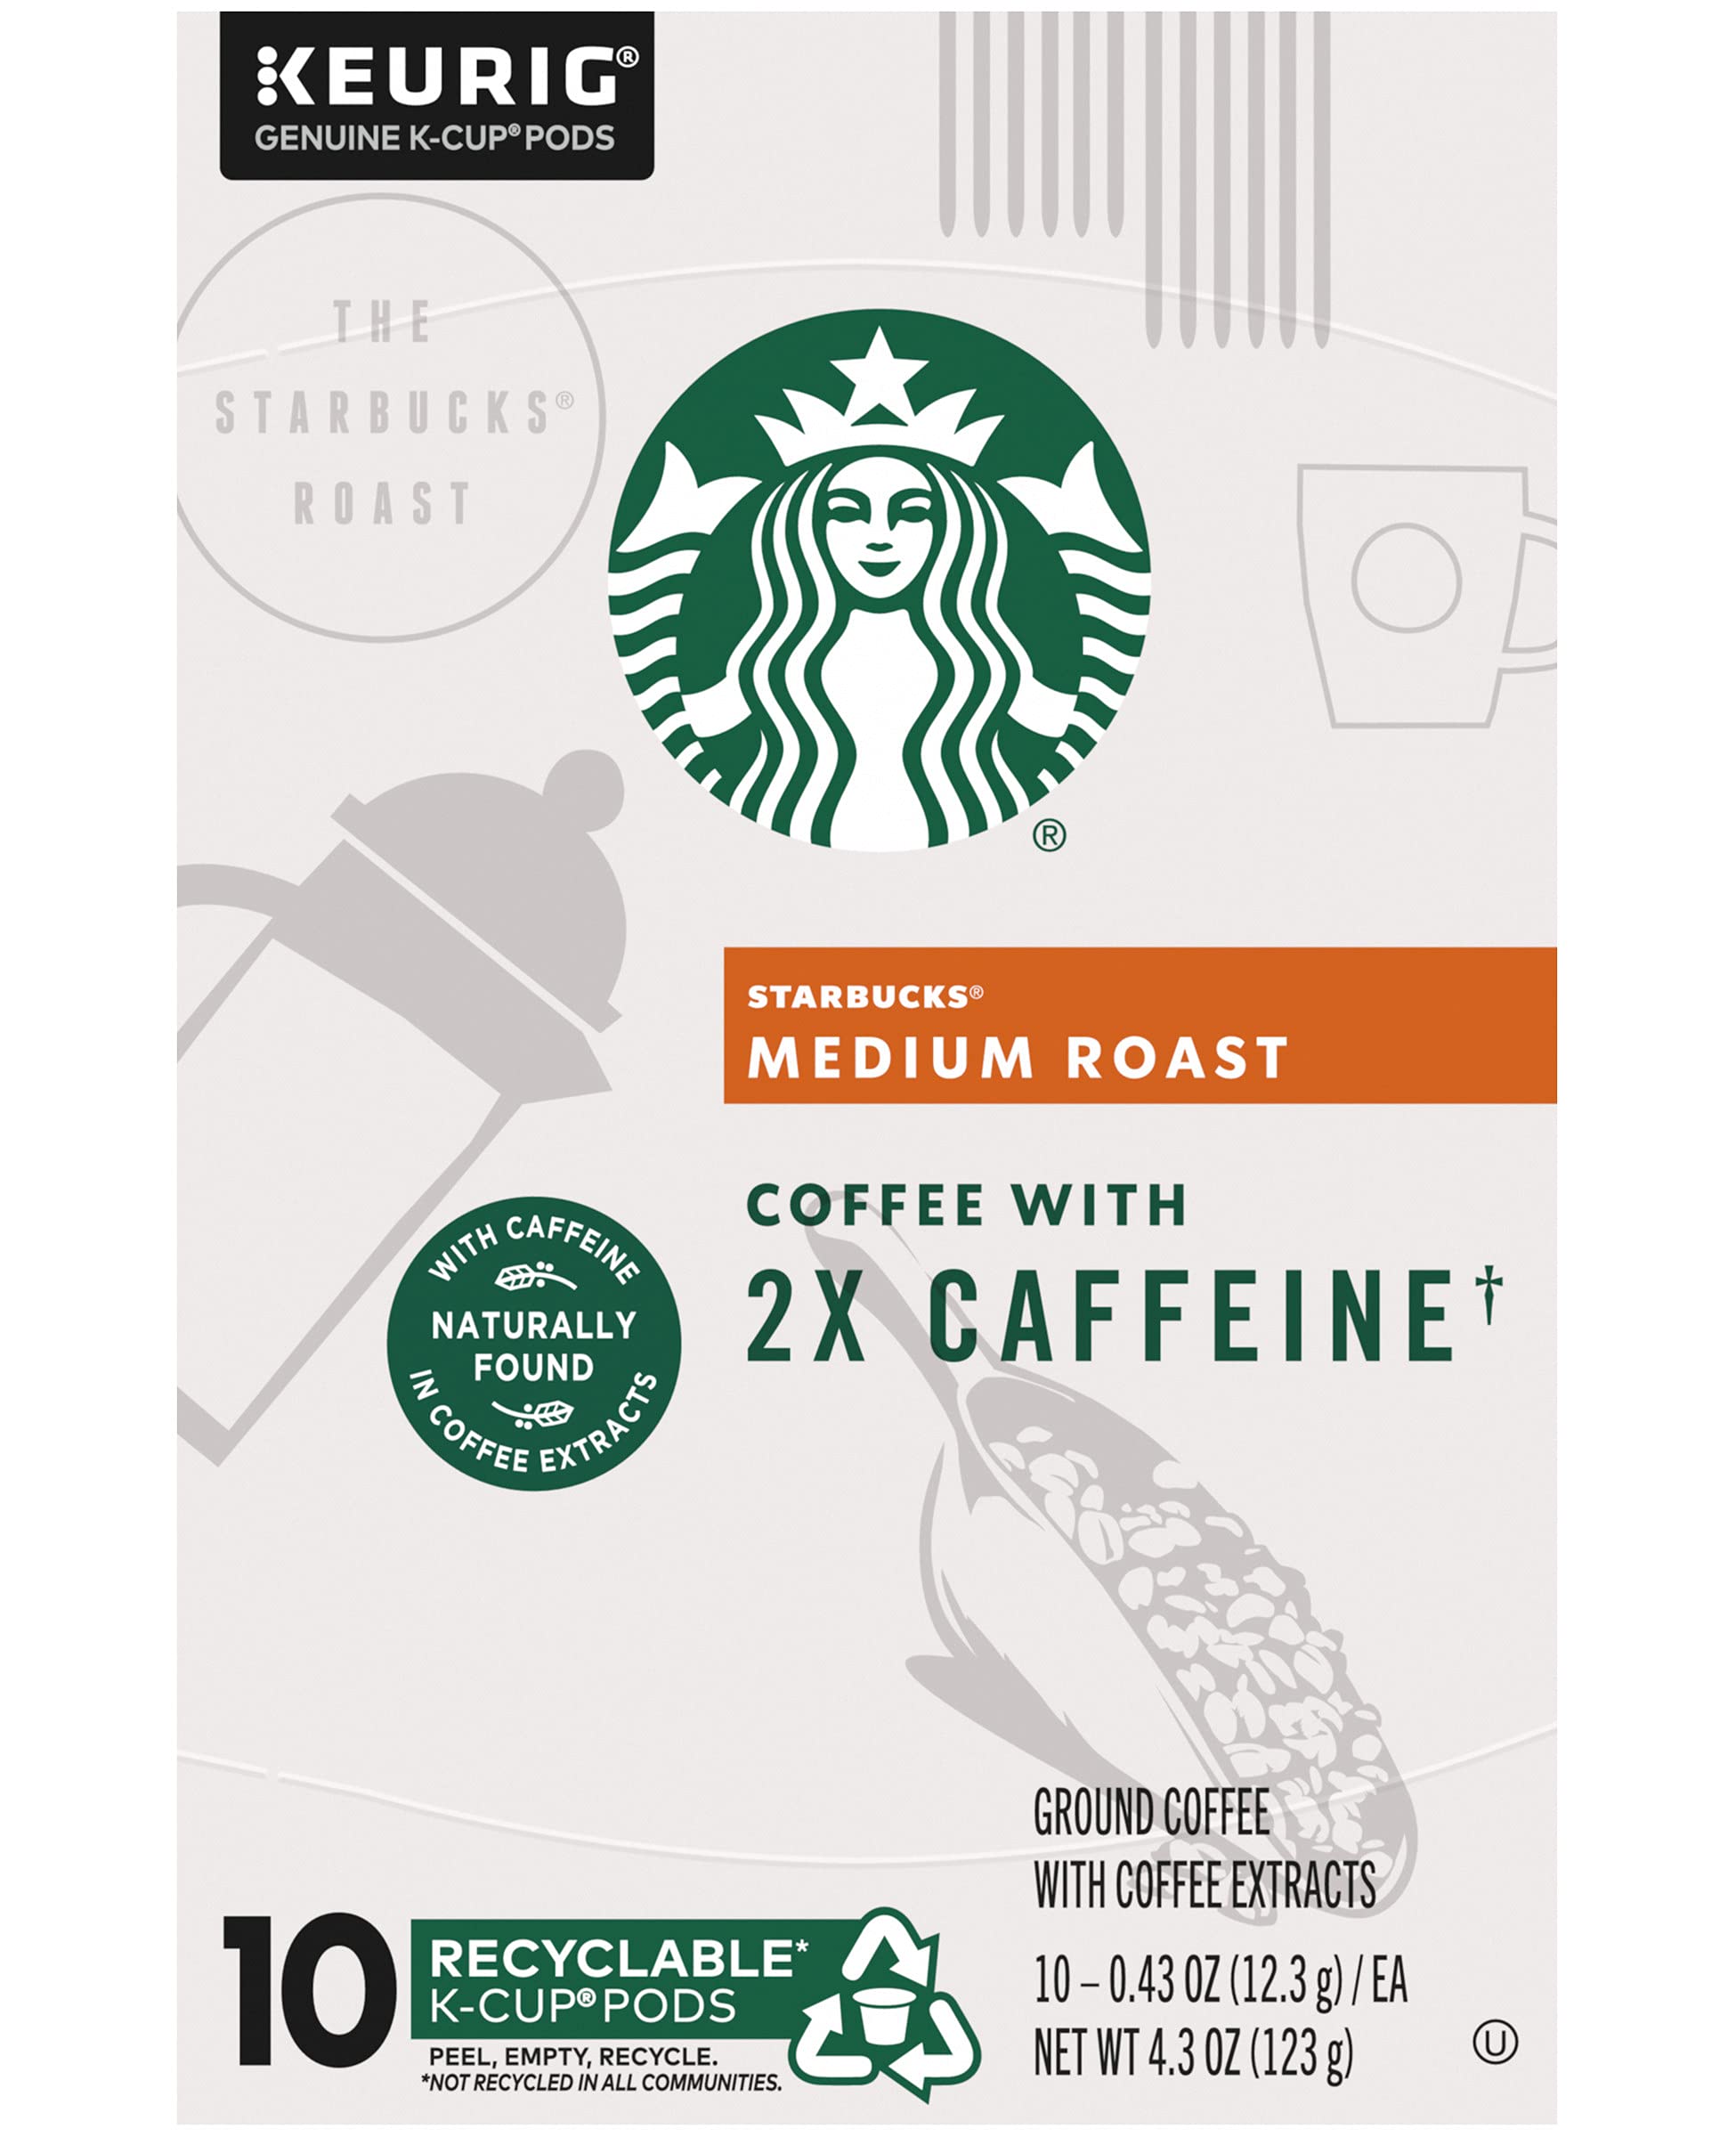 KEURIG®
GENUINE K-CUP® PODS
THE
STARBUCKS®
ROAST
®
STARBUCKS®
MEDIUM ROAST
COFFEE WITH
2X CAFFEINE†
WITH CAFFEINE
NATURALLY
FOUND
IN COFFEE EXTRACTS
GROUND COFFEE
WITH COFFEE EXTRACTS
10 – 0.43 OZ (12.3 g) / EA
NET WT 4.3 OZ (123 g)
U
10
RECYCLABLE*
K-CUP® PODS
PEEL, EMPTY, RECYCLE.
*NOT RECYCLED IN ALL COMMUNITIES.